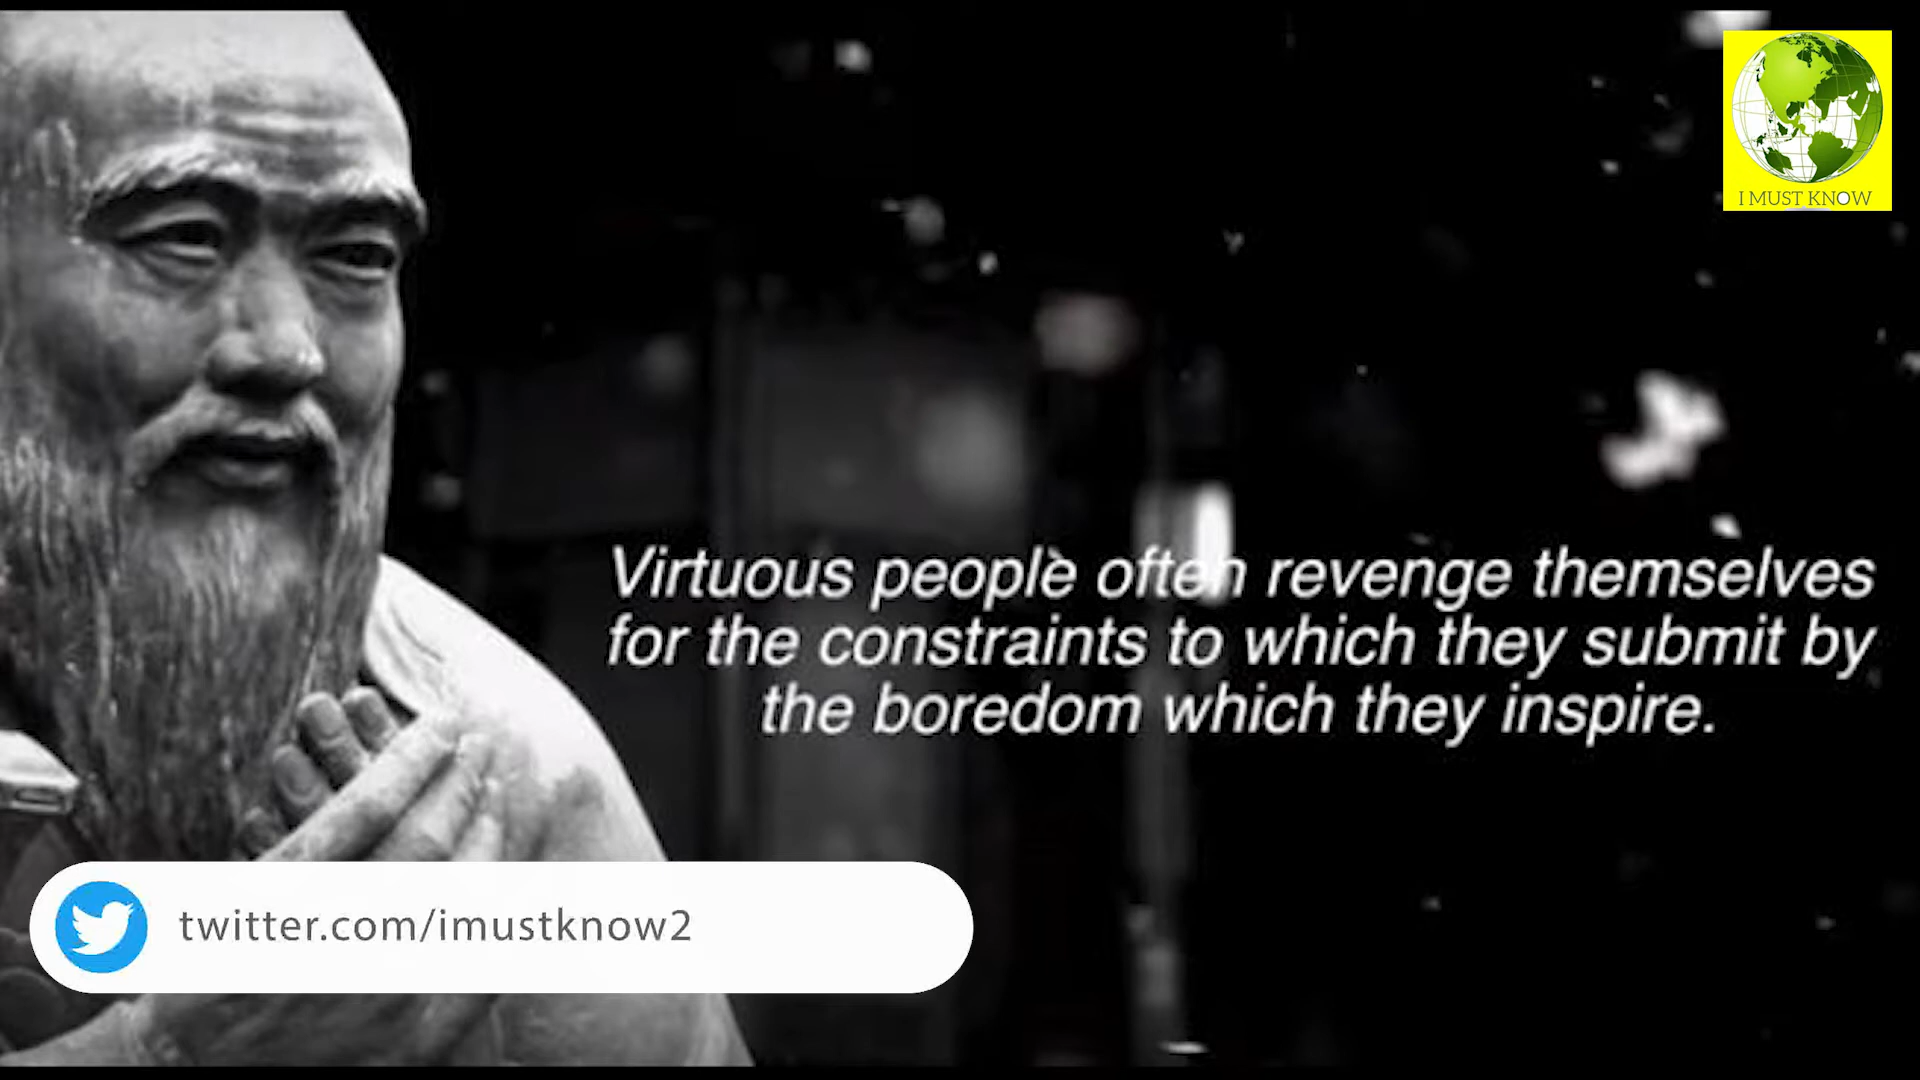 I MUST KNOW
Virtuous people often revenge themselves
for the constraints to which they submit by
the boredom which they inspire.
twitter.com/imustknow2